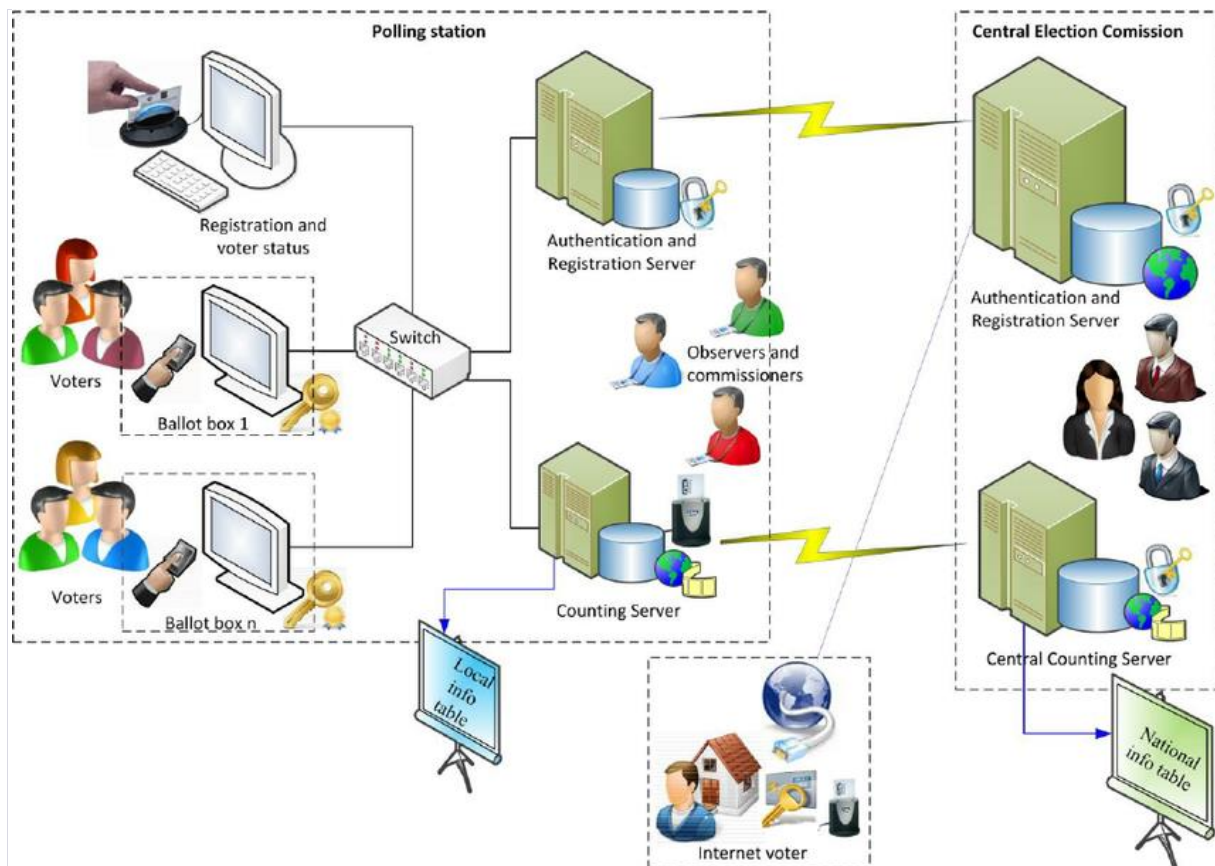 Polling station
Central Election Comission
Registration and
voter status
Authentication and
Registration Server
Authentication and
Registration Server
Switch
Observers and
commissioners
Voters
Ballot box 1
Voters
Ballot box n
Counting Server
Central Counting Server
Local
info
table
National
info table
Internet voter